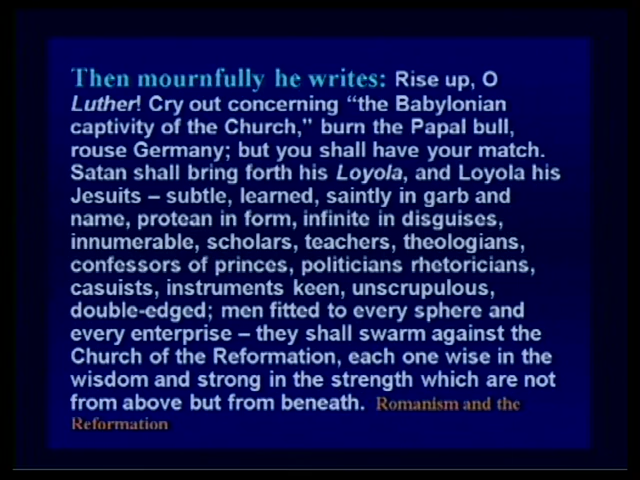 Then mournfully he writes: Rise up, O
Luther! Cry out concerning “the Babylonian
captivity of the Church,” burn the Papal bull,
rouse Germany; but you shall have your match.
Satan shall bring forth his Loyola, and Loyola his
Jesuits – subtle, learned, saintly in garb and
name, protean in form, infinite in disguises,
innumerable, scholars, teachers, theologians,
confessors of princes, politicians rhetoricians,
casuists, instruments keen, unscrupulous,
double-edged; men fitted to every sphere and
every enterprise – they shall swarm against the
Church of the Reformation, each one wise in the
wisdom and strong in the strength which are not
from above but from beneath. Romanism and the
Reformation